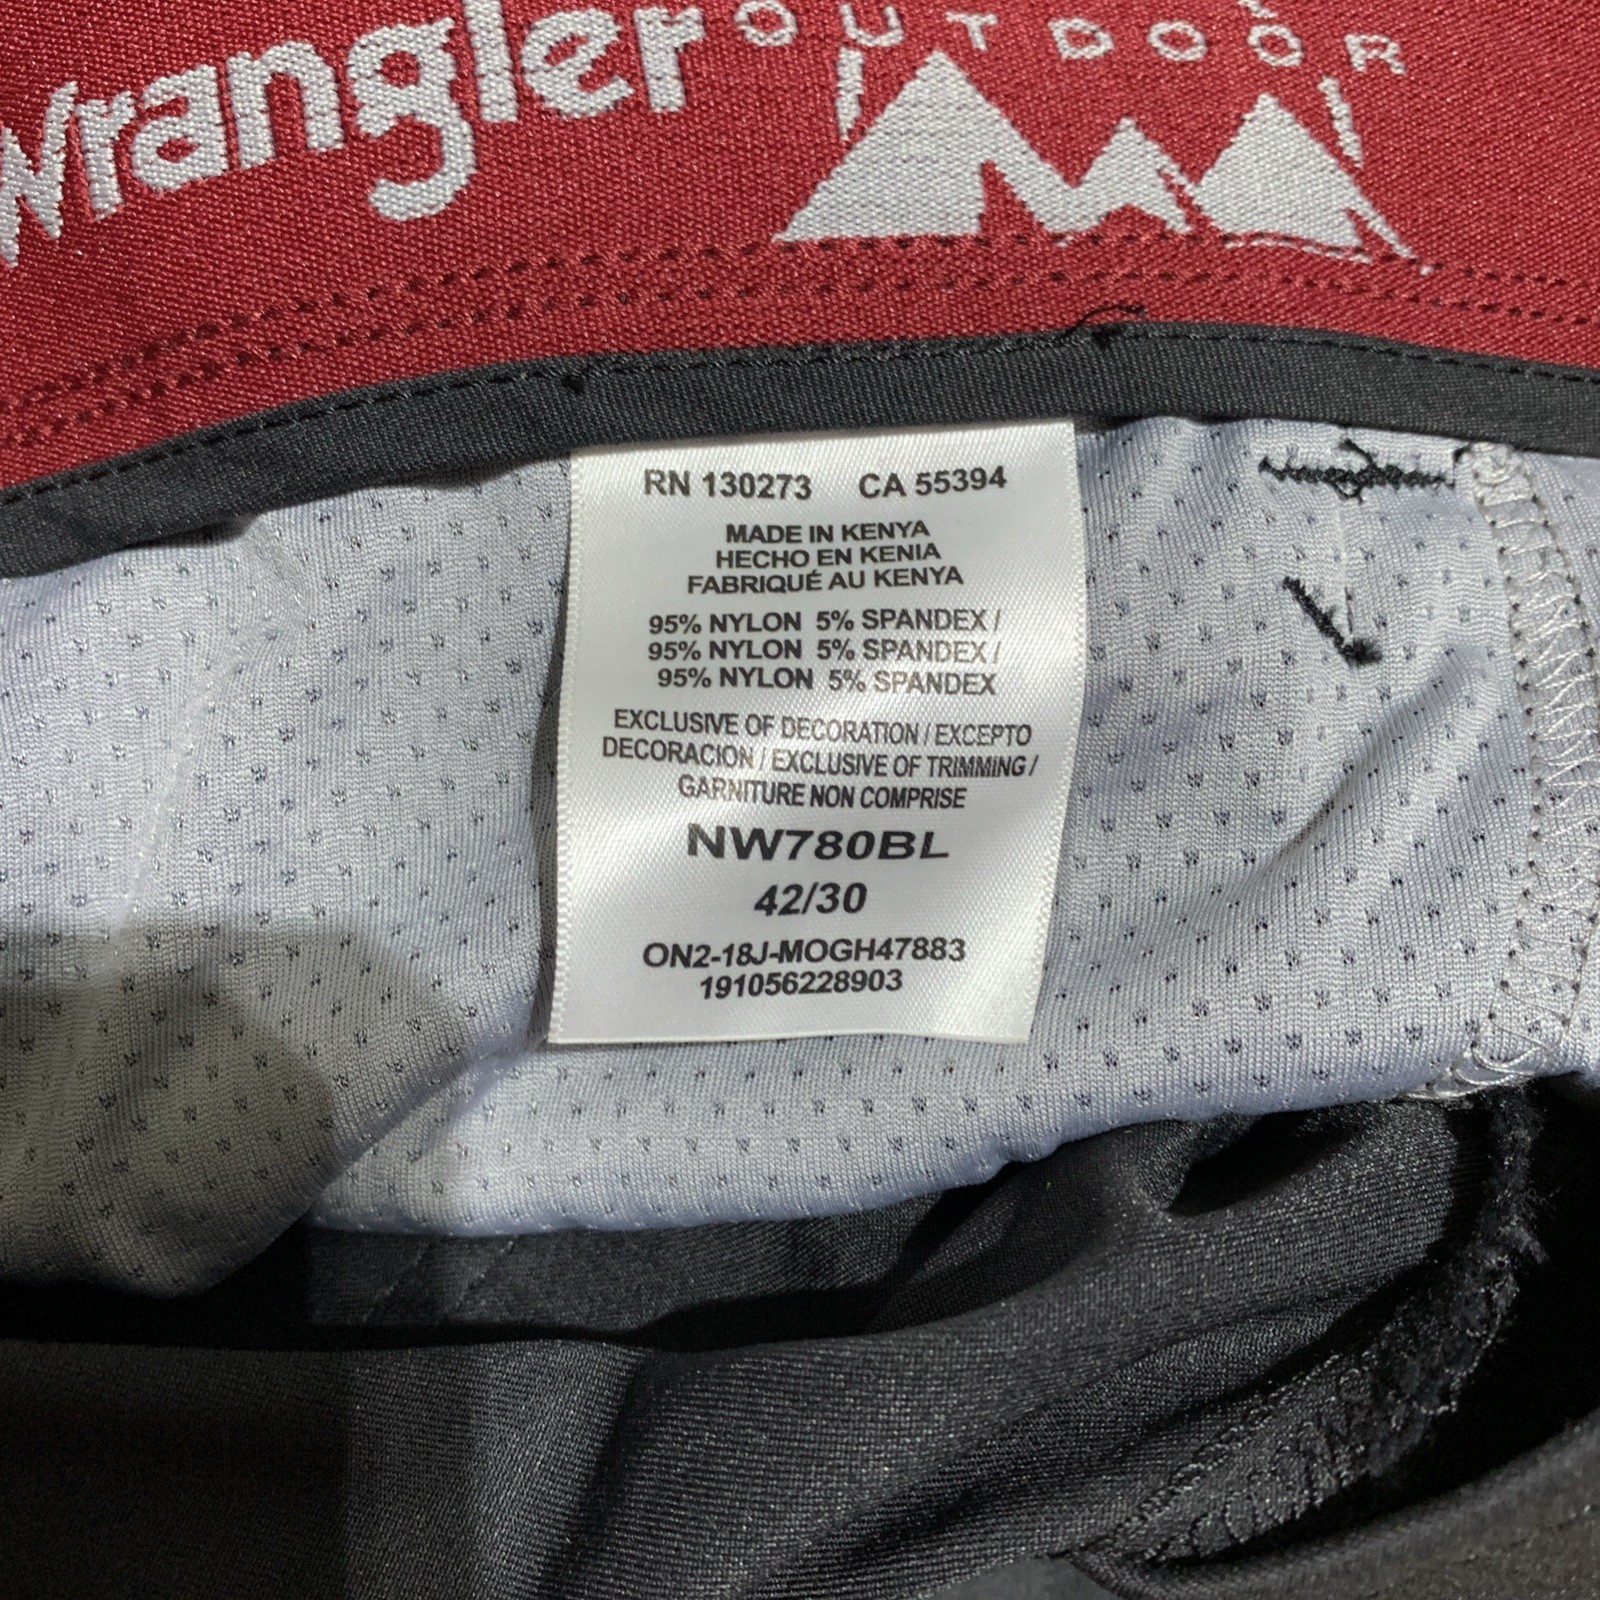 Wrangler OUTDOOR
RN 130273 CA 55394
MADE IN KENYA
HECHO EN KENIA
FABRIQUÉ AU KENYA
95% NYLON 5% SPANDEX /
95% NYLON 5% SPANDEX /
95% NYLON 5% SPANDEX
EXCLUSIVE OF DECORATION / EXCEPTO
DECORACION / EXCLUSIVE OF TRIMMING /
GARNITURE NON COMPRISE
NW780BL
42/30
ON2-18J-MOGH47883
191056228903